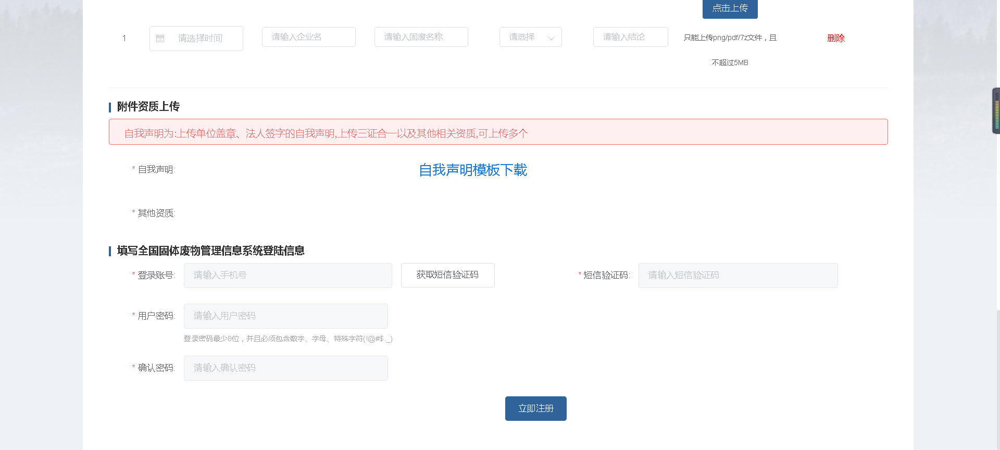 点击上传
1 请选择时间 请输入企业名 请输入固废名称 请选择 请输入结论 只能上传png/pdf/7z文件，且 删除
不超过5MB
附件资质上传
自我声明为:上传单位盖章、法人签字的自我声明,上传三证合一以及其他相关资质,可上传多个
* 自我声明: 自我声明模板下载
* 其他资质:
填写全国固体废物管理信息系统登陆信息
* 登录账号: 请输入手机号 获取短信验证码 * 短信验证码: 请输入短信验证码
* 用户密码: 请输入用户密码
登录密码最少8位，并且必须包含数字、字母、特殊字符(!@#$._)
* 确认密码: 请输入确认密码
立即注册